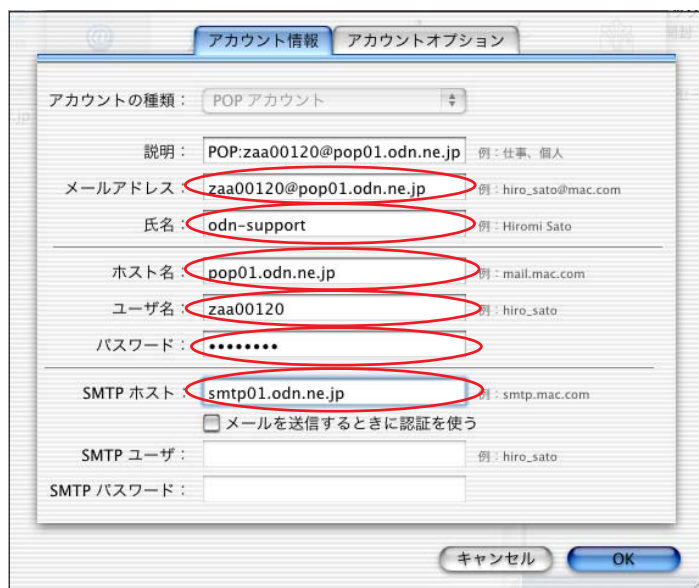 アカウント情報 アカウントオプション
アカウントの種類： POP アカウント
説明： POP:zaa00120@pop01.odn.ne.jp 例：仕事、個人
メールアドレス： zaa00120@pop01.odn.ne.jp 例：hiro_sato@mac.com
氏名： odn-support 例：Hiromi Sato
ホスト名： pop01.odn.ne.jp 例：mail.mac.com
ユーザ名： zaa00120 例：hiro_sato
パスワード： ••••••••
SMTP ホスト： smtp01.odn.ne.jp 例：smtp.mac.com
メールを送信するときに認証を使う
SMTP ユーザ： 例：hiro_sato
SMTP パスワード：
キャンセル OK